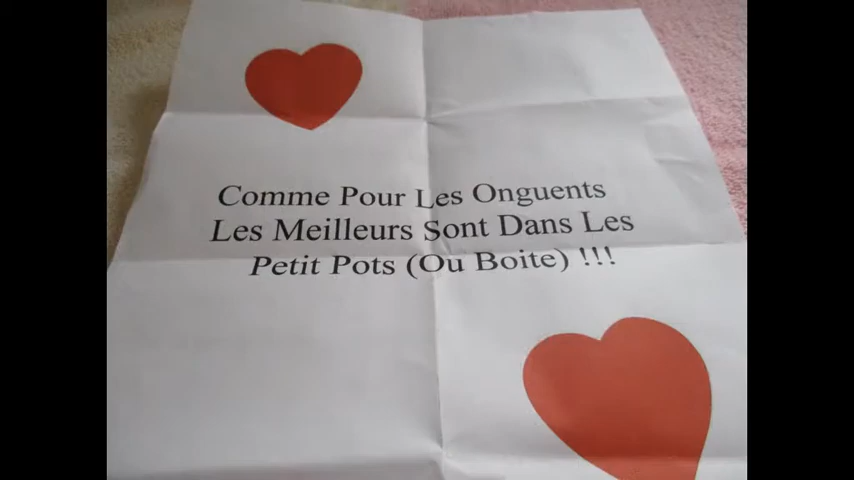 Comme Pour Les Onguents
Les Meilleurs Sont Dans Les
Petit Pots (Ou Boite) !!!